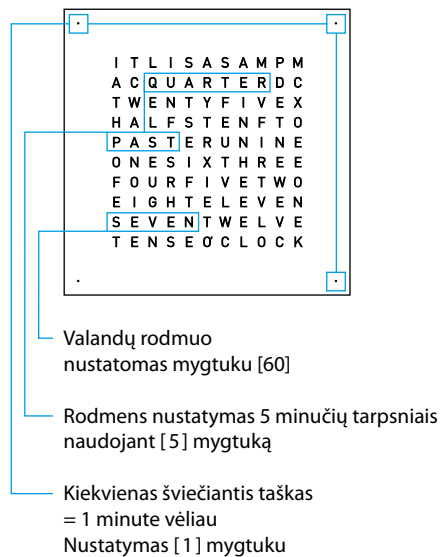 I T L I S A S A M P M
A C Q U A R T E R D C
T W E N T Y F I V E X
H A L F S T E N F T O
P A S T E R U N I N E
O N E S I X T H R E E
F O U R F I V E T W O
E I G H T E L E V E N
S E V E N T W E L V E
T E N S E O'C L O C K
Valandų rodmuo
nustatomas mygtuku [60]
Rodmens nustatymas 5 minučių tarpsniais
naudojant [5] mygtuką
Kiekvienas šviečiantis taškas
= 1 minute vėliau
Nustatymas [1] mygtuku